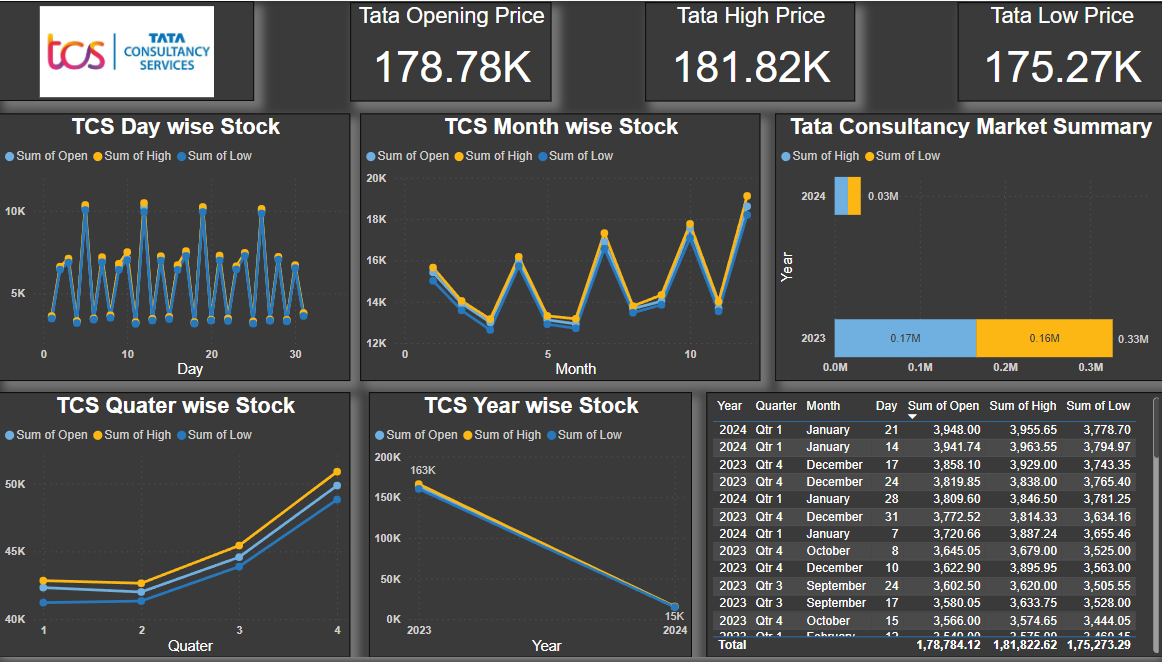 tcs | TATA
CONSULTANCY
SERVICES
Tata Opening Price
178.78K
Tata High Price
181.82K
Tata Low Price
175.27K
TCS Day wise Stock
Sum of Open Sum of High Sum of Low
10K
5K
0 10 20 30
Day
TCS Month wise Stock
Sum of Open Sum of High Sum of Low
20K
18K
16K
14K
12K
0 5 10
Month
Tata Consultancy Market Summary
Sum of High Sum of Low
Year
2024 0.03M
2023 0.17M 0.16M 0.33M
0.0M 0.1M 0.2M 0.3M
TCS Quater wise Stock
Sum of Open Sum of High Sum of Low
50K
45K
40K
1 2 3 4
Quater
TCS Year wise Stock
Sum of Open Sum of High Sum of Low
200K
163K
150K
100K
50K
15K
0K
2023 2024
Year
Year Quarter Month Day Sum of Open Sum of High Sum of Low
2024 Qtr 1 January 21 3,948.00 3,955.65 3,778.70
2024 Qtr 1 January 14 3,941.74 3,963.55 3,794.97
2023 Qtr 4 December 17 3,858.10 3,929.00 3,743.35
2023 Qtr 4 December 24 3,819.85 3,838.00 3,765.40
2024 Qtr 1 January 28 3,809.60 3,846.50 3,781.25
2023 Qtr 4 December 31 3,772.52 3,814.33 3,634.16
2024 Qtr 1 January 7 3,720.66 3,887.24 3,655.46
2023 Qtr 4 October 8 3,645.05 3,679.00 3,525.00
2023 Qtr 4 December 10 3,622.90 3,895.95 3,563.00
2023 Qtr 3 September 24 3,602.50 3,620.00 3,505.55
2023 Qtr 3 September 17 3,580.05 3,633.75 3,528.00
2023 Qtr 4 October 15 3,566.00 3,574.65 3,444.05
2023 Qtr 1 February 12
Total 1,78,784.12 1,81,822.62 1,75,273.29